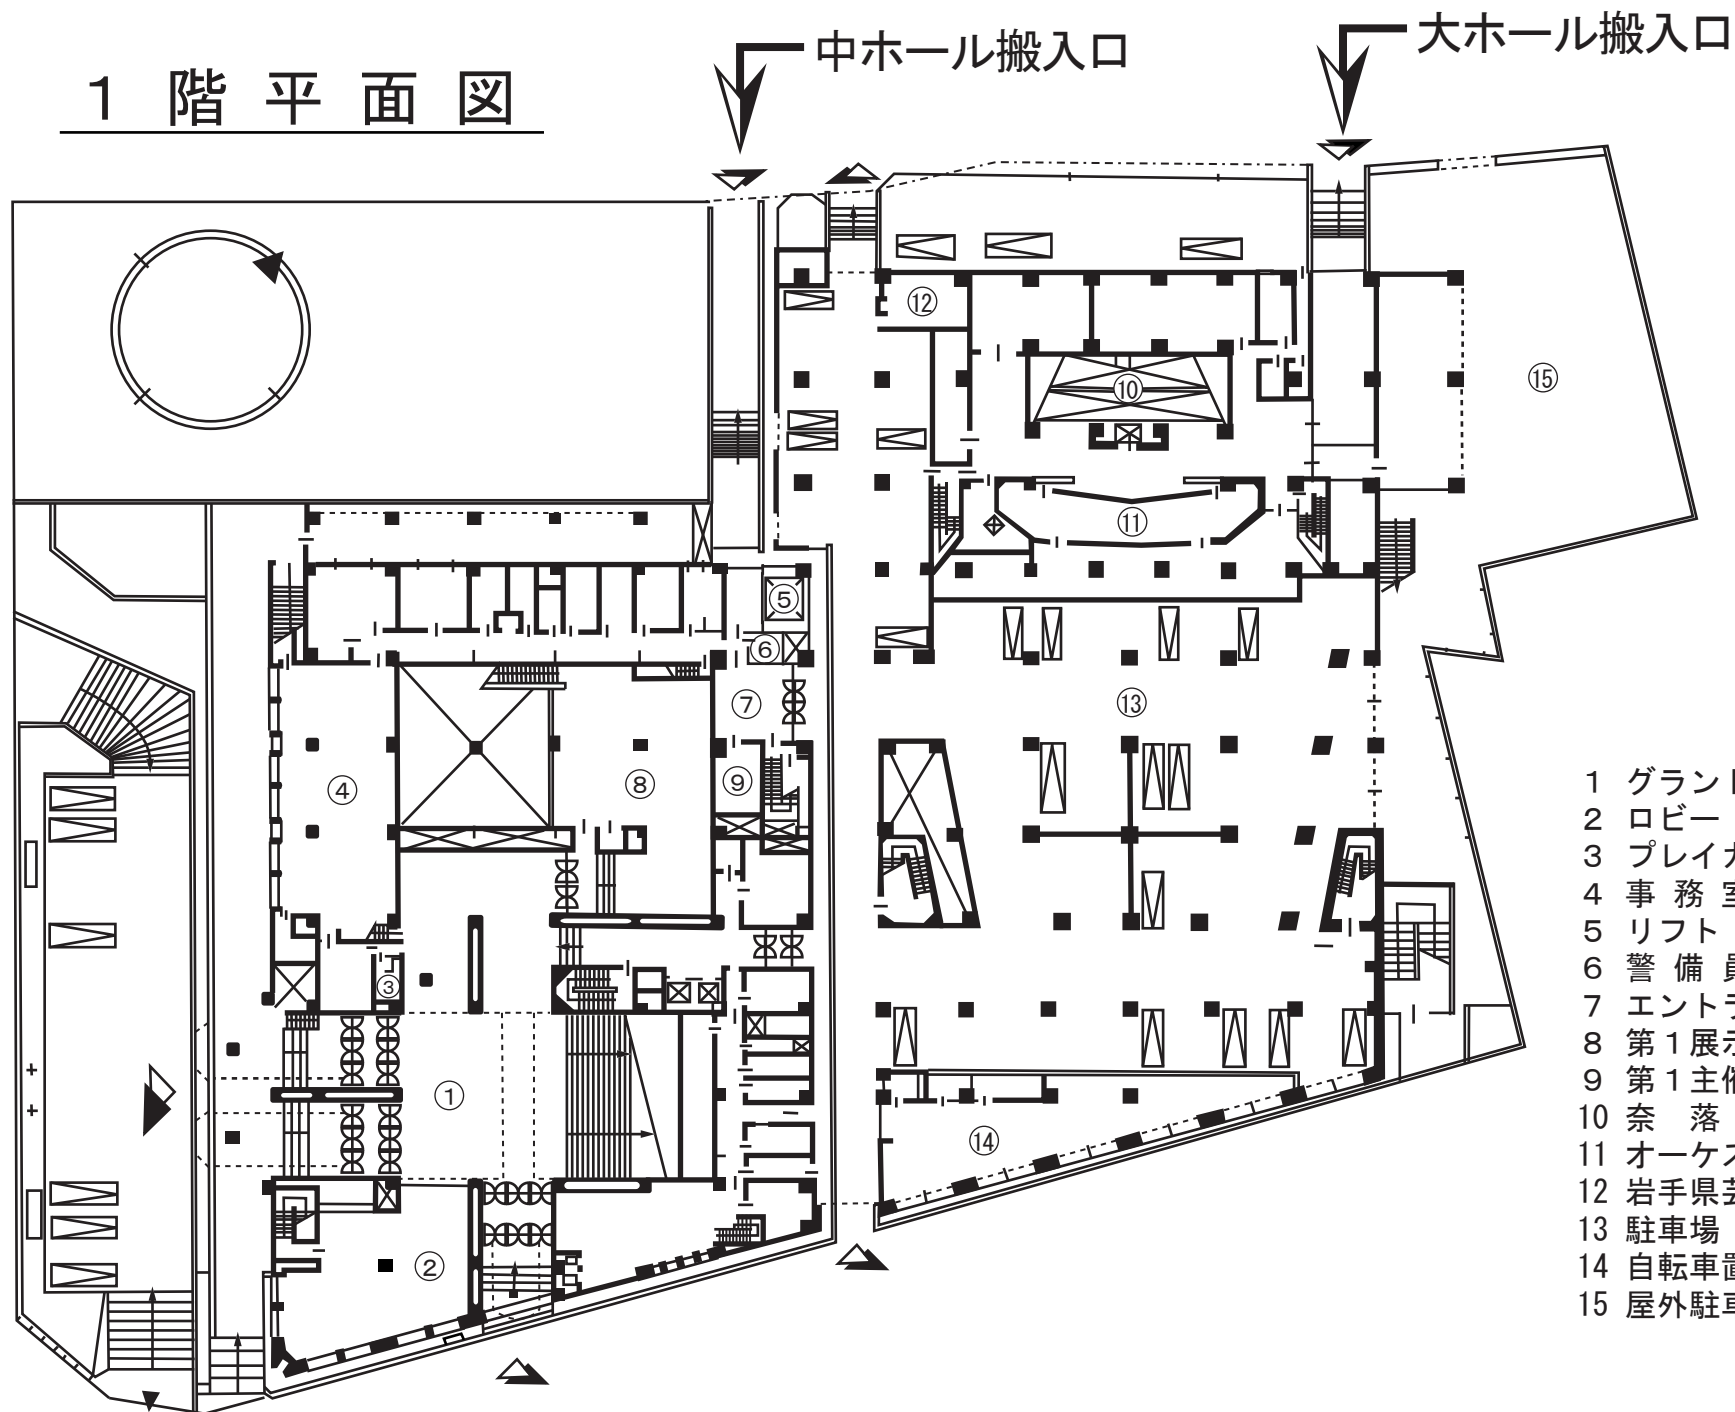 1 階 平 面 図
中ホール搬入口
大ホール搬入口
⑫
⑩
⑮
⑪
⑤
⑥
⑦
⑬
④
⑧
⑨
③
①
⑭
②
1 グランド
2 ロビー
3 プレイガ
4 事 務 室
5 リフト
6 警 備 員
7 エントラ
8 第1展示
9 第1主催
10 奈 落
11 オーケス
12 岩手県芸
13 駐車場
14 自転車置
15 屋外駐車